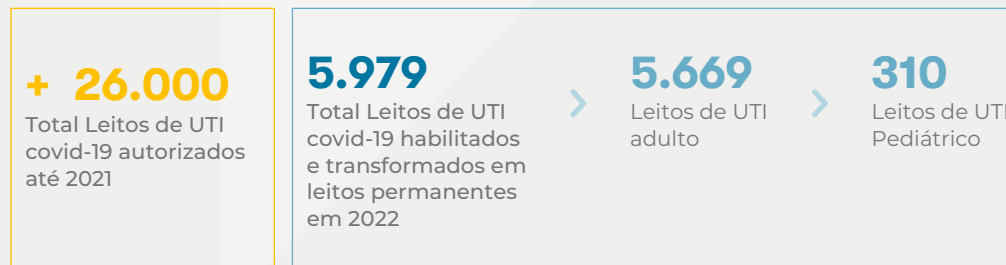 + 26.000
Total Leitos de UTI
covid-19 autorizados
até 2021
5.979
Total Leitos de UTI
covid-19 habilitados
e transformados em
leitos permanentes
em 2022
5.669
Leitos de UTI
adulto
310
Leitos de UTI
Pediátrico